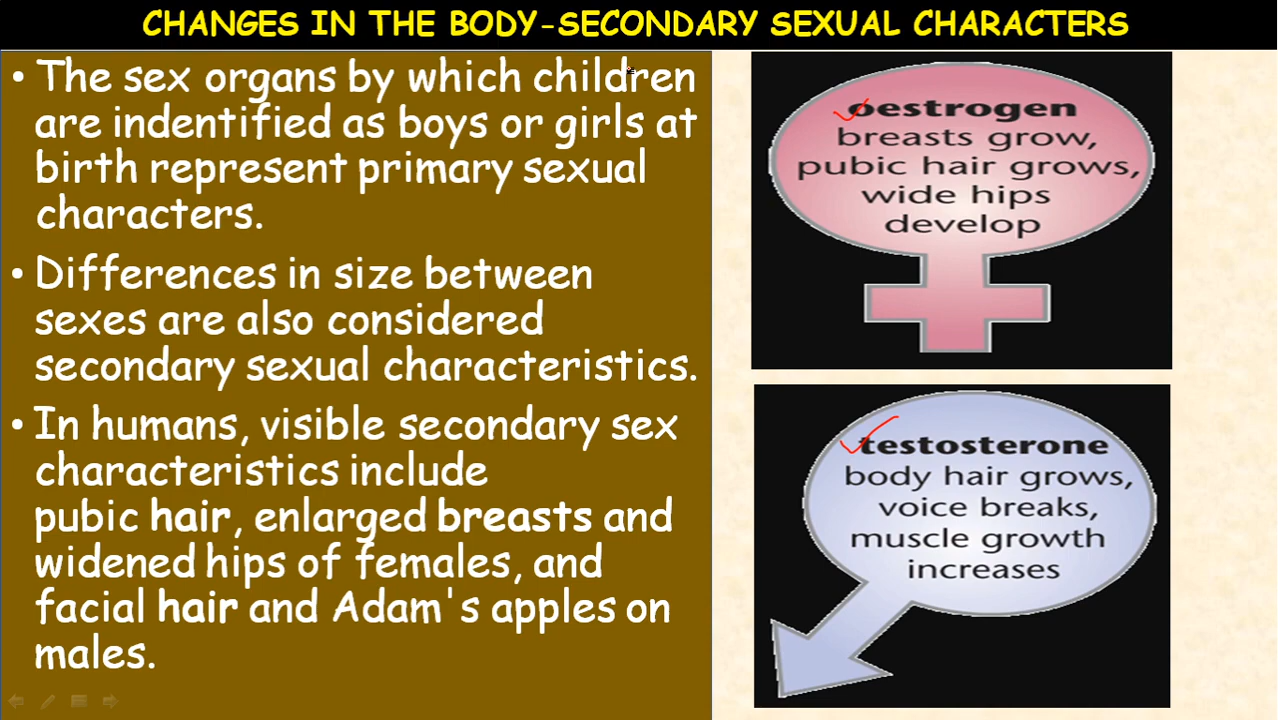 CHANGES IN THE BODY-SECONDARY SEXUAL CHARACTERS
• The sex organs by which children
are indentified as boys or girls at
birth represent primary sexual
characters.
• Differences in size between
sexes are also considered
secondary sexual characteristics.
• In humans, visible secondary sex
characteristics include
pubic hair, enlarged breasts and
widened hips of females, and
facial hair and Adam's apples on
males.
oestrogen
breasts grow,
pubic hair grows,
wide hips
develop
testosterone
body hair grows,
voice breaks,
muscle growth
increases